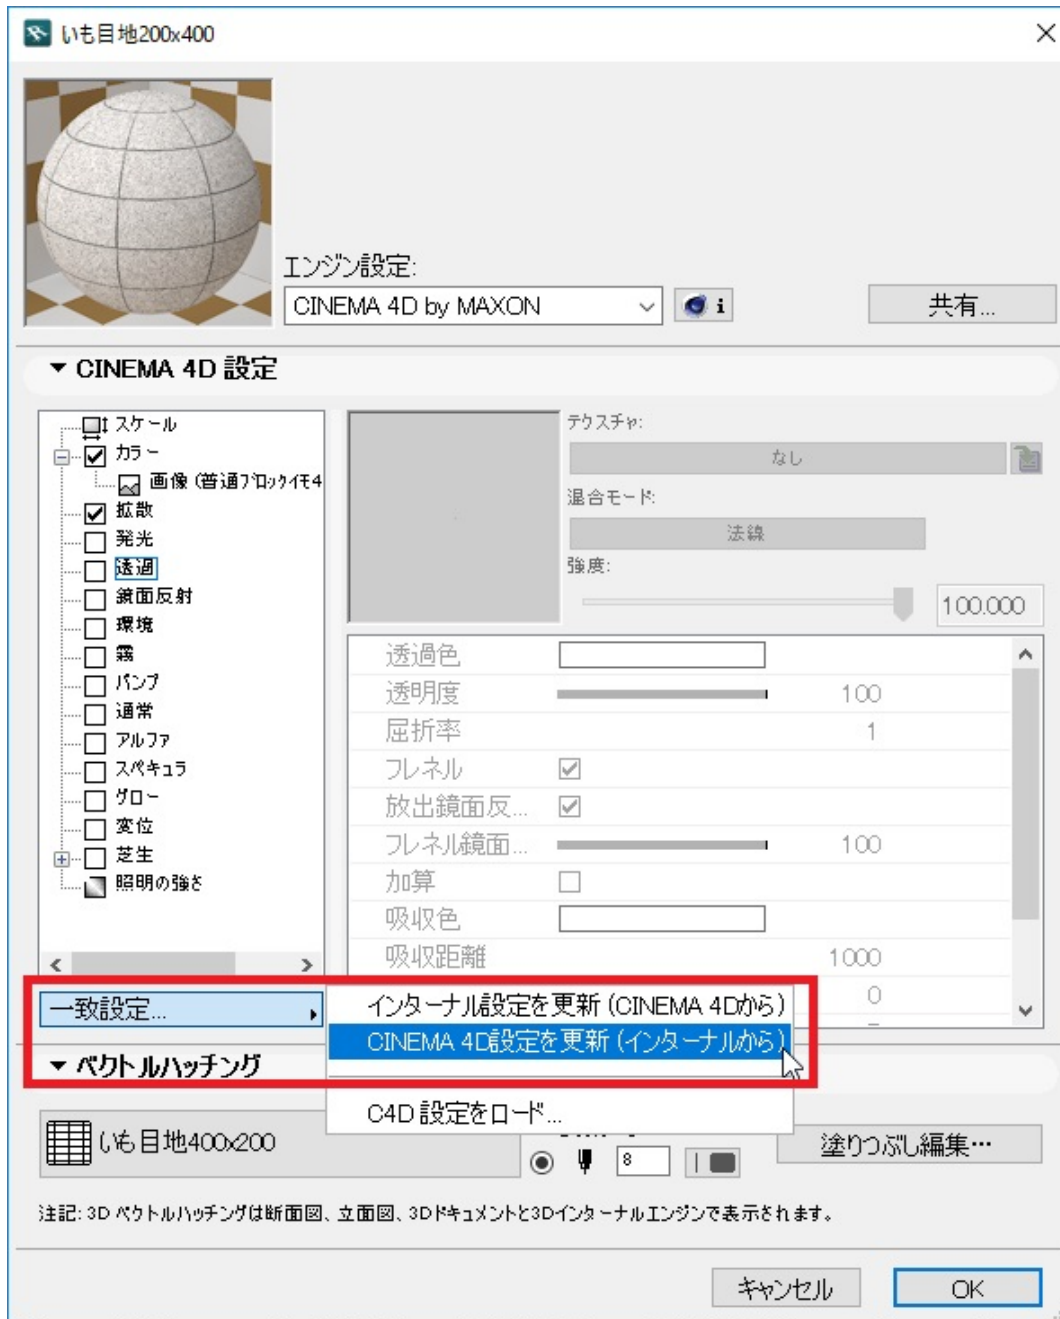 いも目地200x400
エンジン設定:
CINEMA 4D by MAXON
i
共有...
CINEMA 4D 設定
スケール
カラー
画像 (普通ブロックイモ4
拡散
発光
透過
鏡面反射
環境
霧
バンプ
通常
アルファ
スペキュラ
グロー
変位
芝生
照明の強さ
テクスチャ:
なし
混合モード:
法線
強度:
100.000
透過色
透明度 100
屈折率 1
フレネル
放出鏡面反...
フレネル鏡面... 100
加算
吸収色
吸収距離 1000
0
一致設定...
インターナル設定を更新 (CINEMA 4Dから)
CINEMA 4D設定を更新 (インターナルから)
C4D 設定をロード...
ベクトルハッチング
いも目地400x200
8
塗りつぶし編集...
注記: 3D ベクトルハッチングは断面図、立面図、3Dドキュメントと3Dインターナルエンジンで表示されます。
キャンセル
OK